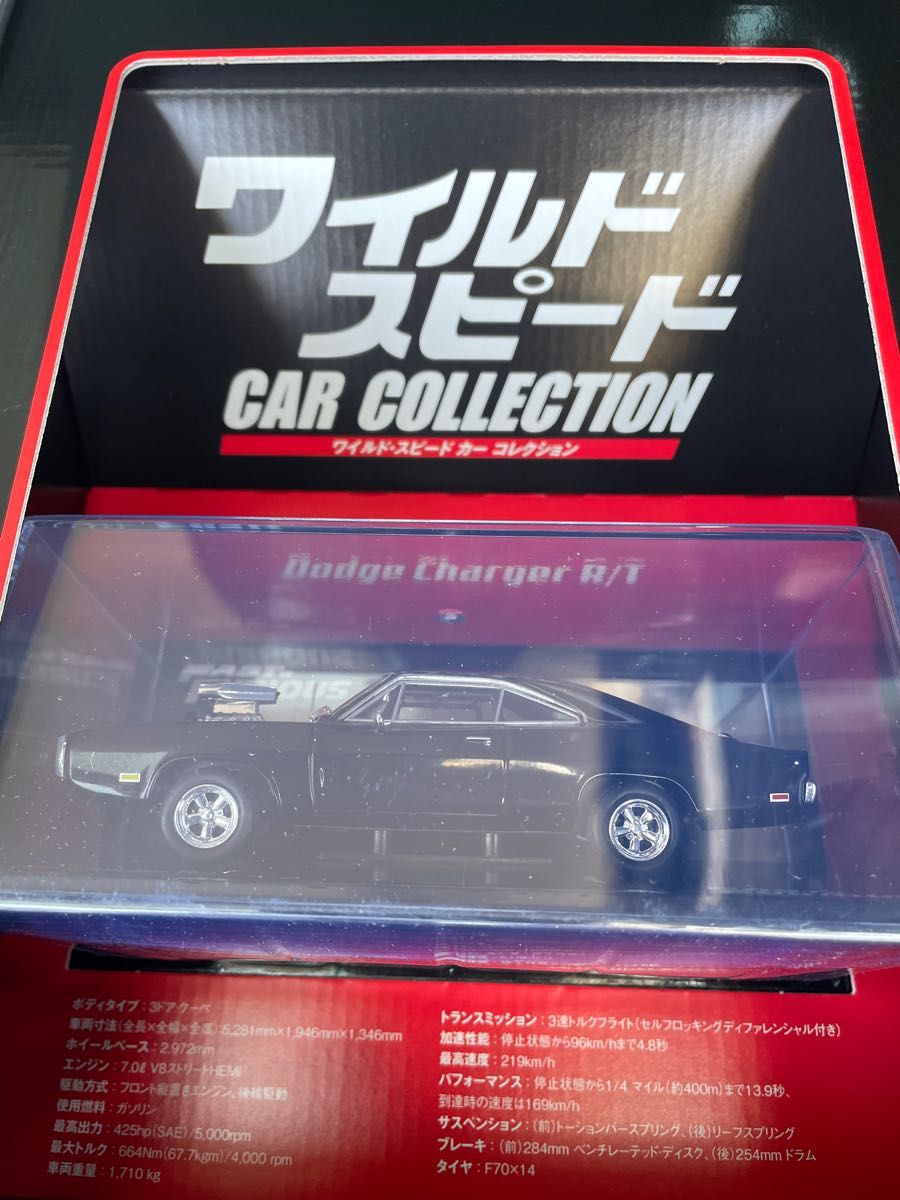 ワイルド
スピード
CAR COLLECTION
ワイルド・スピード カー コレクション
Dodge Charger R/T
ボディタイプ：3ドアクーペ
車両寸法(全長×全幅×全高)：5,281mm×1,946mm×1,346mm
ホイールベース：2,972mm
エンジン：7.0ℓ V8ストリートHEMI
駆動方式：フロント縦置きエンジン、後輪駆動
使用燃料：ガソリン
最高出力：425hp(SAE)/5,000rpm
最大トルク：664Nm(67.7kgm)/4,000 rpm
車両重量：1,710 kg
トランスミッション：3速トルクフライト(セルフロッキングディファレンシャル付き)
加速性能：停止状態から96km/hまで4.8秒
最高速度：219km/h
パフォーマンス：停止状態から1/4 マイル(約400m)まで13.9秒、
到達時の速度は169km/h
サスペンション：(前)トーションバースプリング、(後)リーフスプリング
ブレーキ：(前)284mm ベンチレーテッド・ディスク、(後)254mm ドラム
タイヤ：F70×14